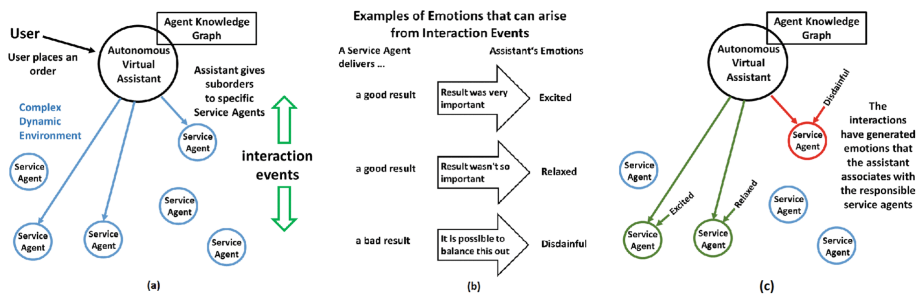 Agent Knowledge
Graph
User
User places an
order
Autonomous
Virtual
Assistant
Assistant gives
suborders
to specific
Service Agents
Complex
Dynamic
Environment
Service
Agent
Service
Agent
Service
Agent
Service
Agent
Service
Agent
Service
Agent
interaction
events
(a)
Examples of Emotions that can arise
from Interaction Events
A Service Agent
delivers ...
Assistant's Emotions
a good result
Result was very
important
Excited
a good result
Result wasn't so
important
Relaxed
a bad result
It is possible to
balance this out
Disdainful
(b)
Agent Knowledge
Graph
Autonomous
Virtual
Assistant
Disdainful
Service
Agent
The
interactions
have generated
emotions that
the assistant
associates with
the responsible
service agents
Service
Agent
Excited
Relaxed
Service
Agent
Service
Agent
Service
Agent
Service
Agent
(c)